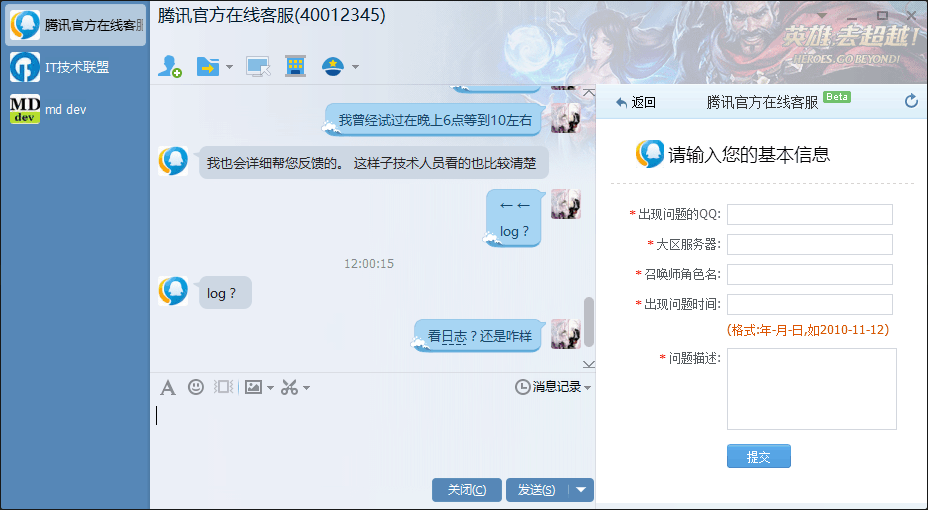 腾讯官方在线客服
IT技术联盟
MD
dev
md dev
腾讯官方在线客服(40012345)
英雄,去超越!
HEROES, GO BEYOND!
我曾经试过在晚上6点等到10左右
我也会详细帮您反馈的。 这样子技术人员看的也比较清楚
←←
log？
12:00:15
log？
看日志？还是咋样
消息记录
关闭(C)
发送(S)
返回
腾讯官方在线客服 Beta
请输入您的基本信息
*出现问题的QQ:
*大区服务器:
*召唤师角色名:
*出现问题时间:
(格式:年-月-日,如2010-11-12)
*问题描述:
提交